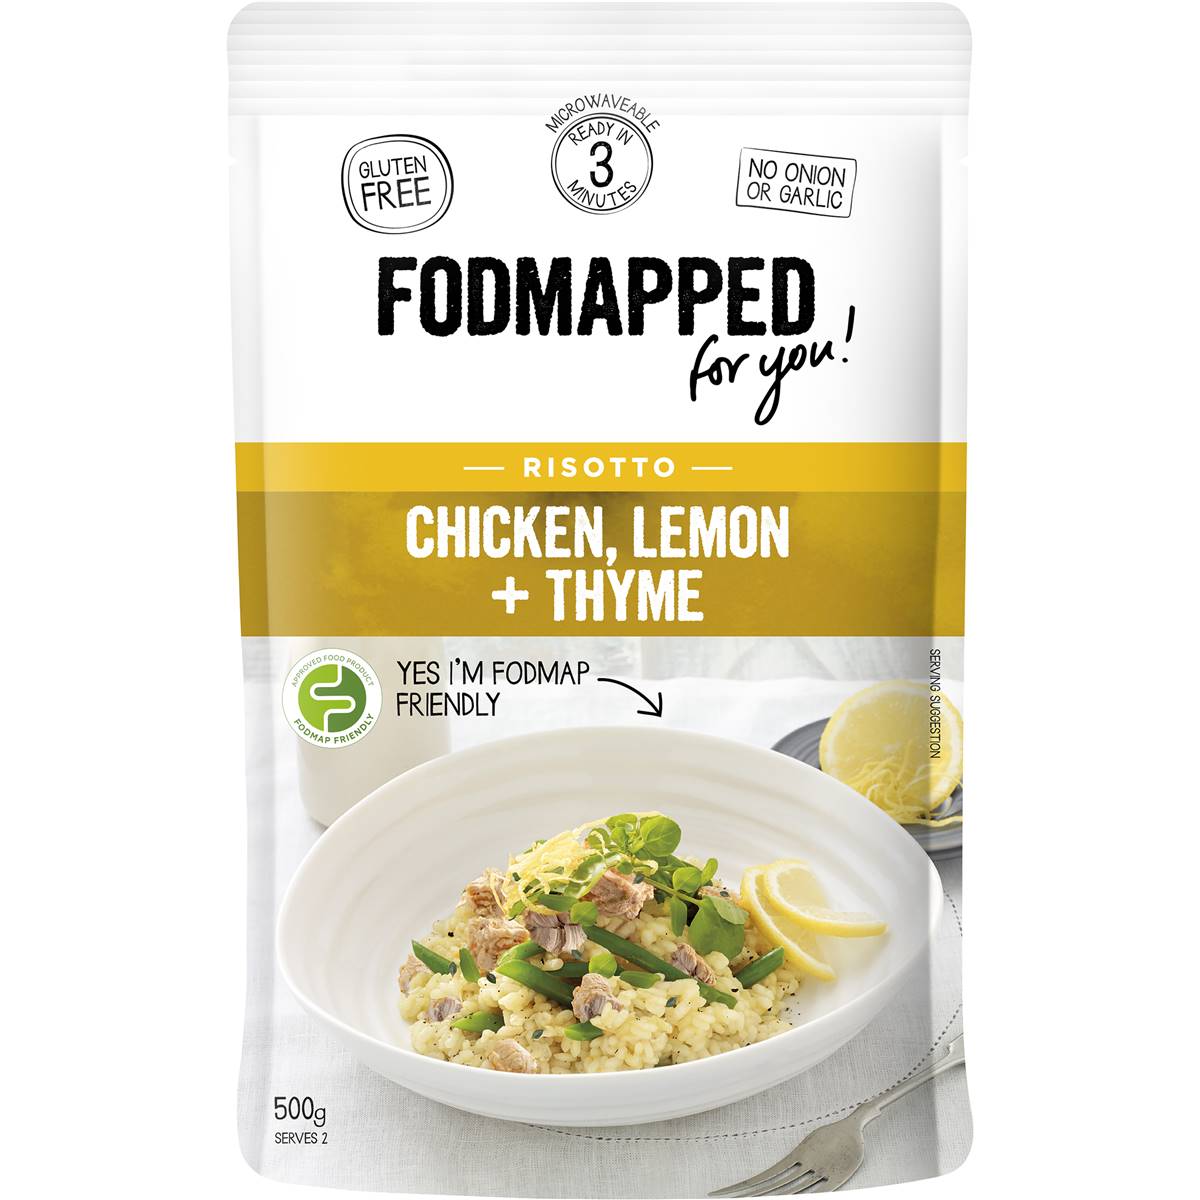 MICROWAVEABLE
READY IN
3
MINUTES
GLUTEN
FREE
NO ONION
OR GARLIC
FODMAPPED
for you!
RISOTTO
CHICKEN, LEMON
+ THYME
APPROVED FOOD PRODUCT
FODMAP FRIENDLY
YES I'M FODMAP
FRIENDLY
SERVING SUGGESTION
500g
SERVES 2